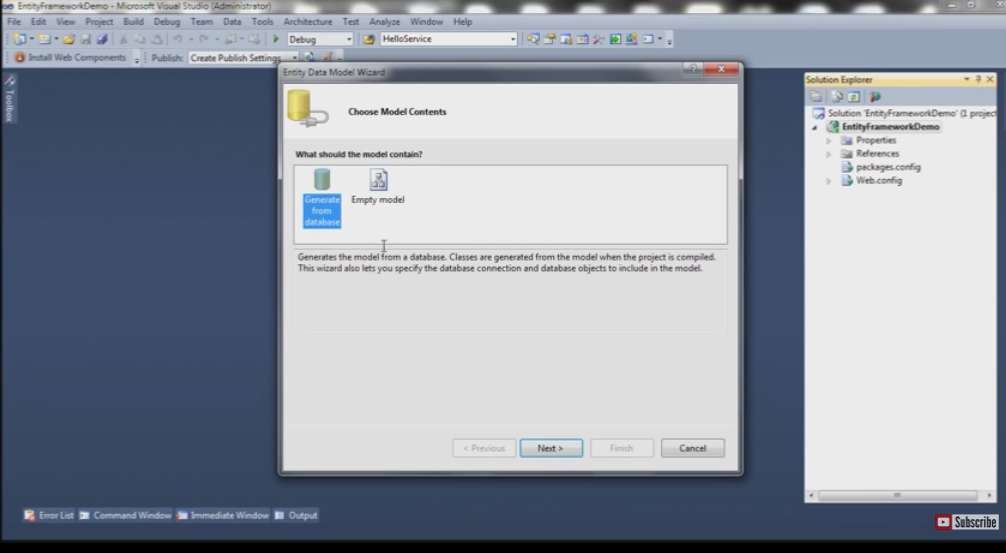 EntityFrameworkDemo - Microsoft Visual Studio (Administrator)
File Edit View Project Build Debug Team Data Tools Architecture Test Analyze Window Help
Debug HelloService
Install Web Components Publish: Create Publish Settings
Toolbox
Entity Data Model Wizard
Choose Model Contents
What should the model contain?
Generate
from
database
Empty model
Generates the model from a database. Classes are generated from the model when the project is compiled.
This wizard also lets you specify the database connection and database objects to include in the model.
< Previous Next > Finish Cancel
Solution Explorer
Solution 'EntityFrameworkDemo' (1 project
EntityFrameworkDemo
Properties
References
packages.config
Web.config
Error List Command Window Immediate Window Output
Subscribe